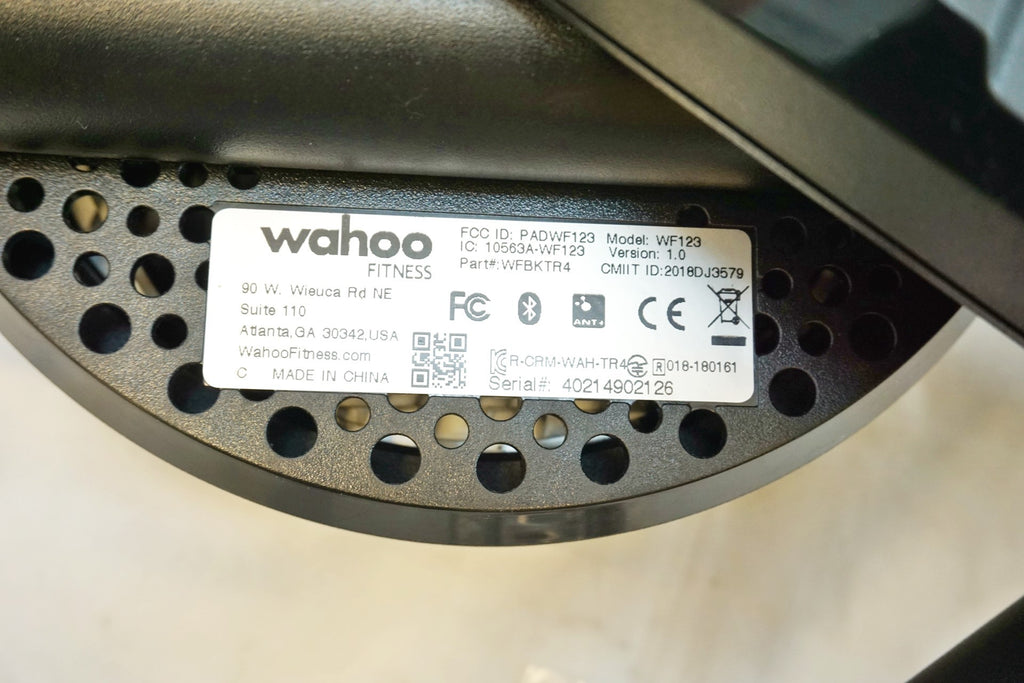 wahoo
FITNESS
90 W. Wieuca Rd NE
Suite 110
Atlanta,GA 30342,USA
WahooFitness.com
C MADE IN CHINA
FCC ID: PADWF123 Model: WF123
IC: 10563A-WF123 Version: 1.0
Part#:WFBKTR4 CMIIT ID:2018DJ3579
FC CE
ANT+
R-CRM-WAH-TR4 R 018-180161
Serial#: 40214902126